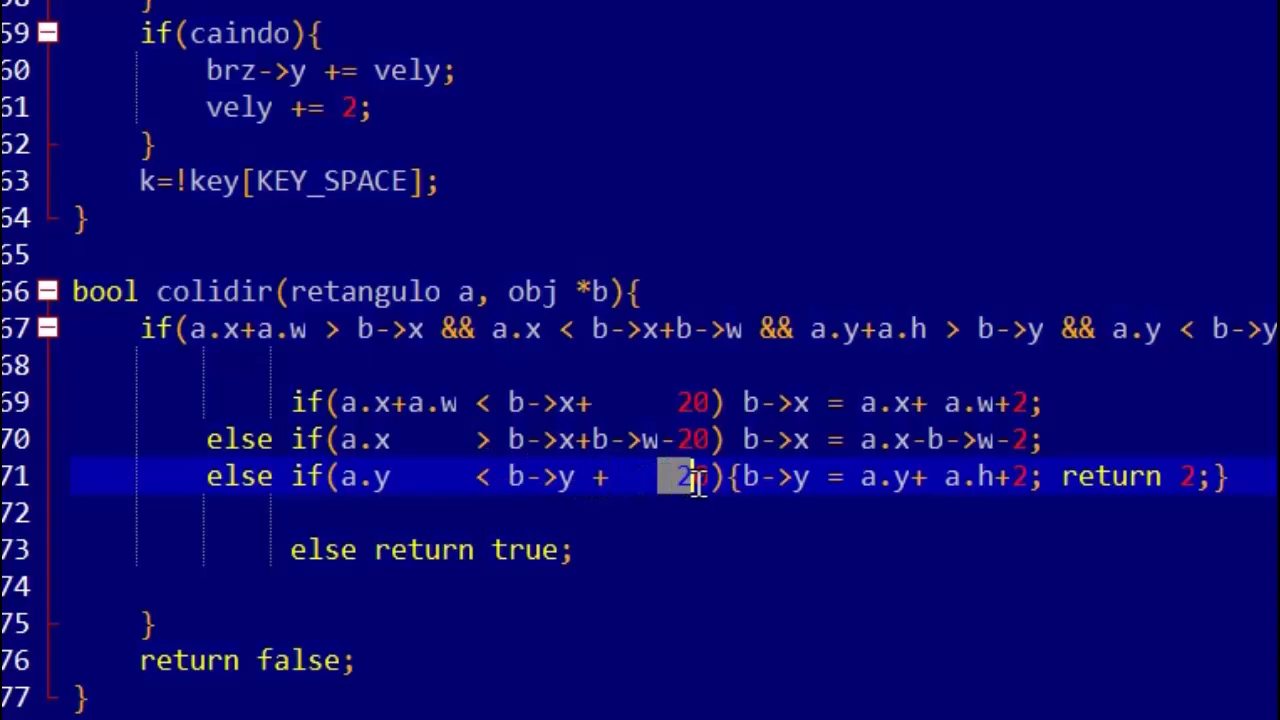 59 if(caindo){
60 brz->y += vely;
61 vely += 2;
62 }
63 k=!key[KEY_SPACE];
64 }
65
66 bool colidir(retangulo a, obj *b){
67 if(a.x+a.w > b->x && a.x < b->x+b->w && a.y+a.h > b->y && a.y < b->y
68
69 if(a.x+a.w < b->x+ 20) b->x = a.x+ a.w+2;
70 else if(a.x > b->x+b->w-20) b->x = a.x-b->w-2;
71 else if(a.y < b->y + 20){b->y = a.y+ a.h+2; return 2;}
72
73 else return true;
74
75 }
76 return false;
77 }